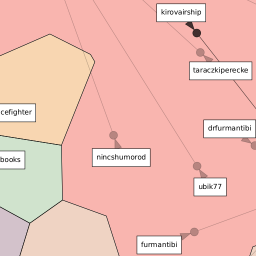 kirovairship
taraczkiperecke
cefighter
drfurmantibi
books
nincshumorod
ubik77
furmantibi